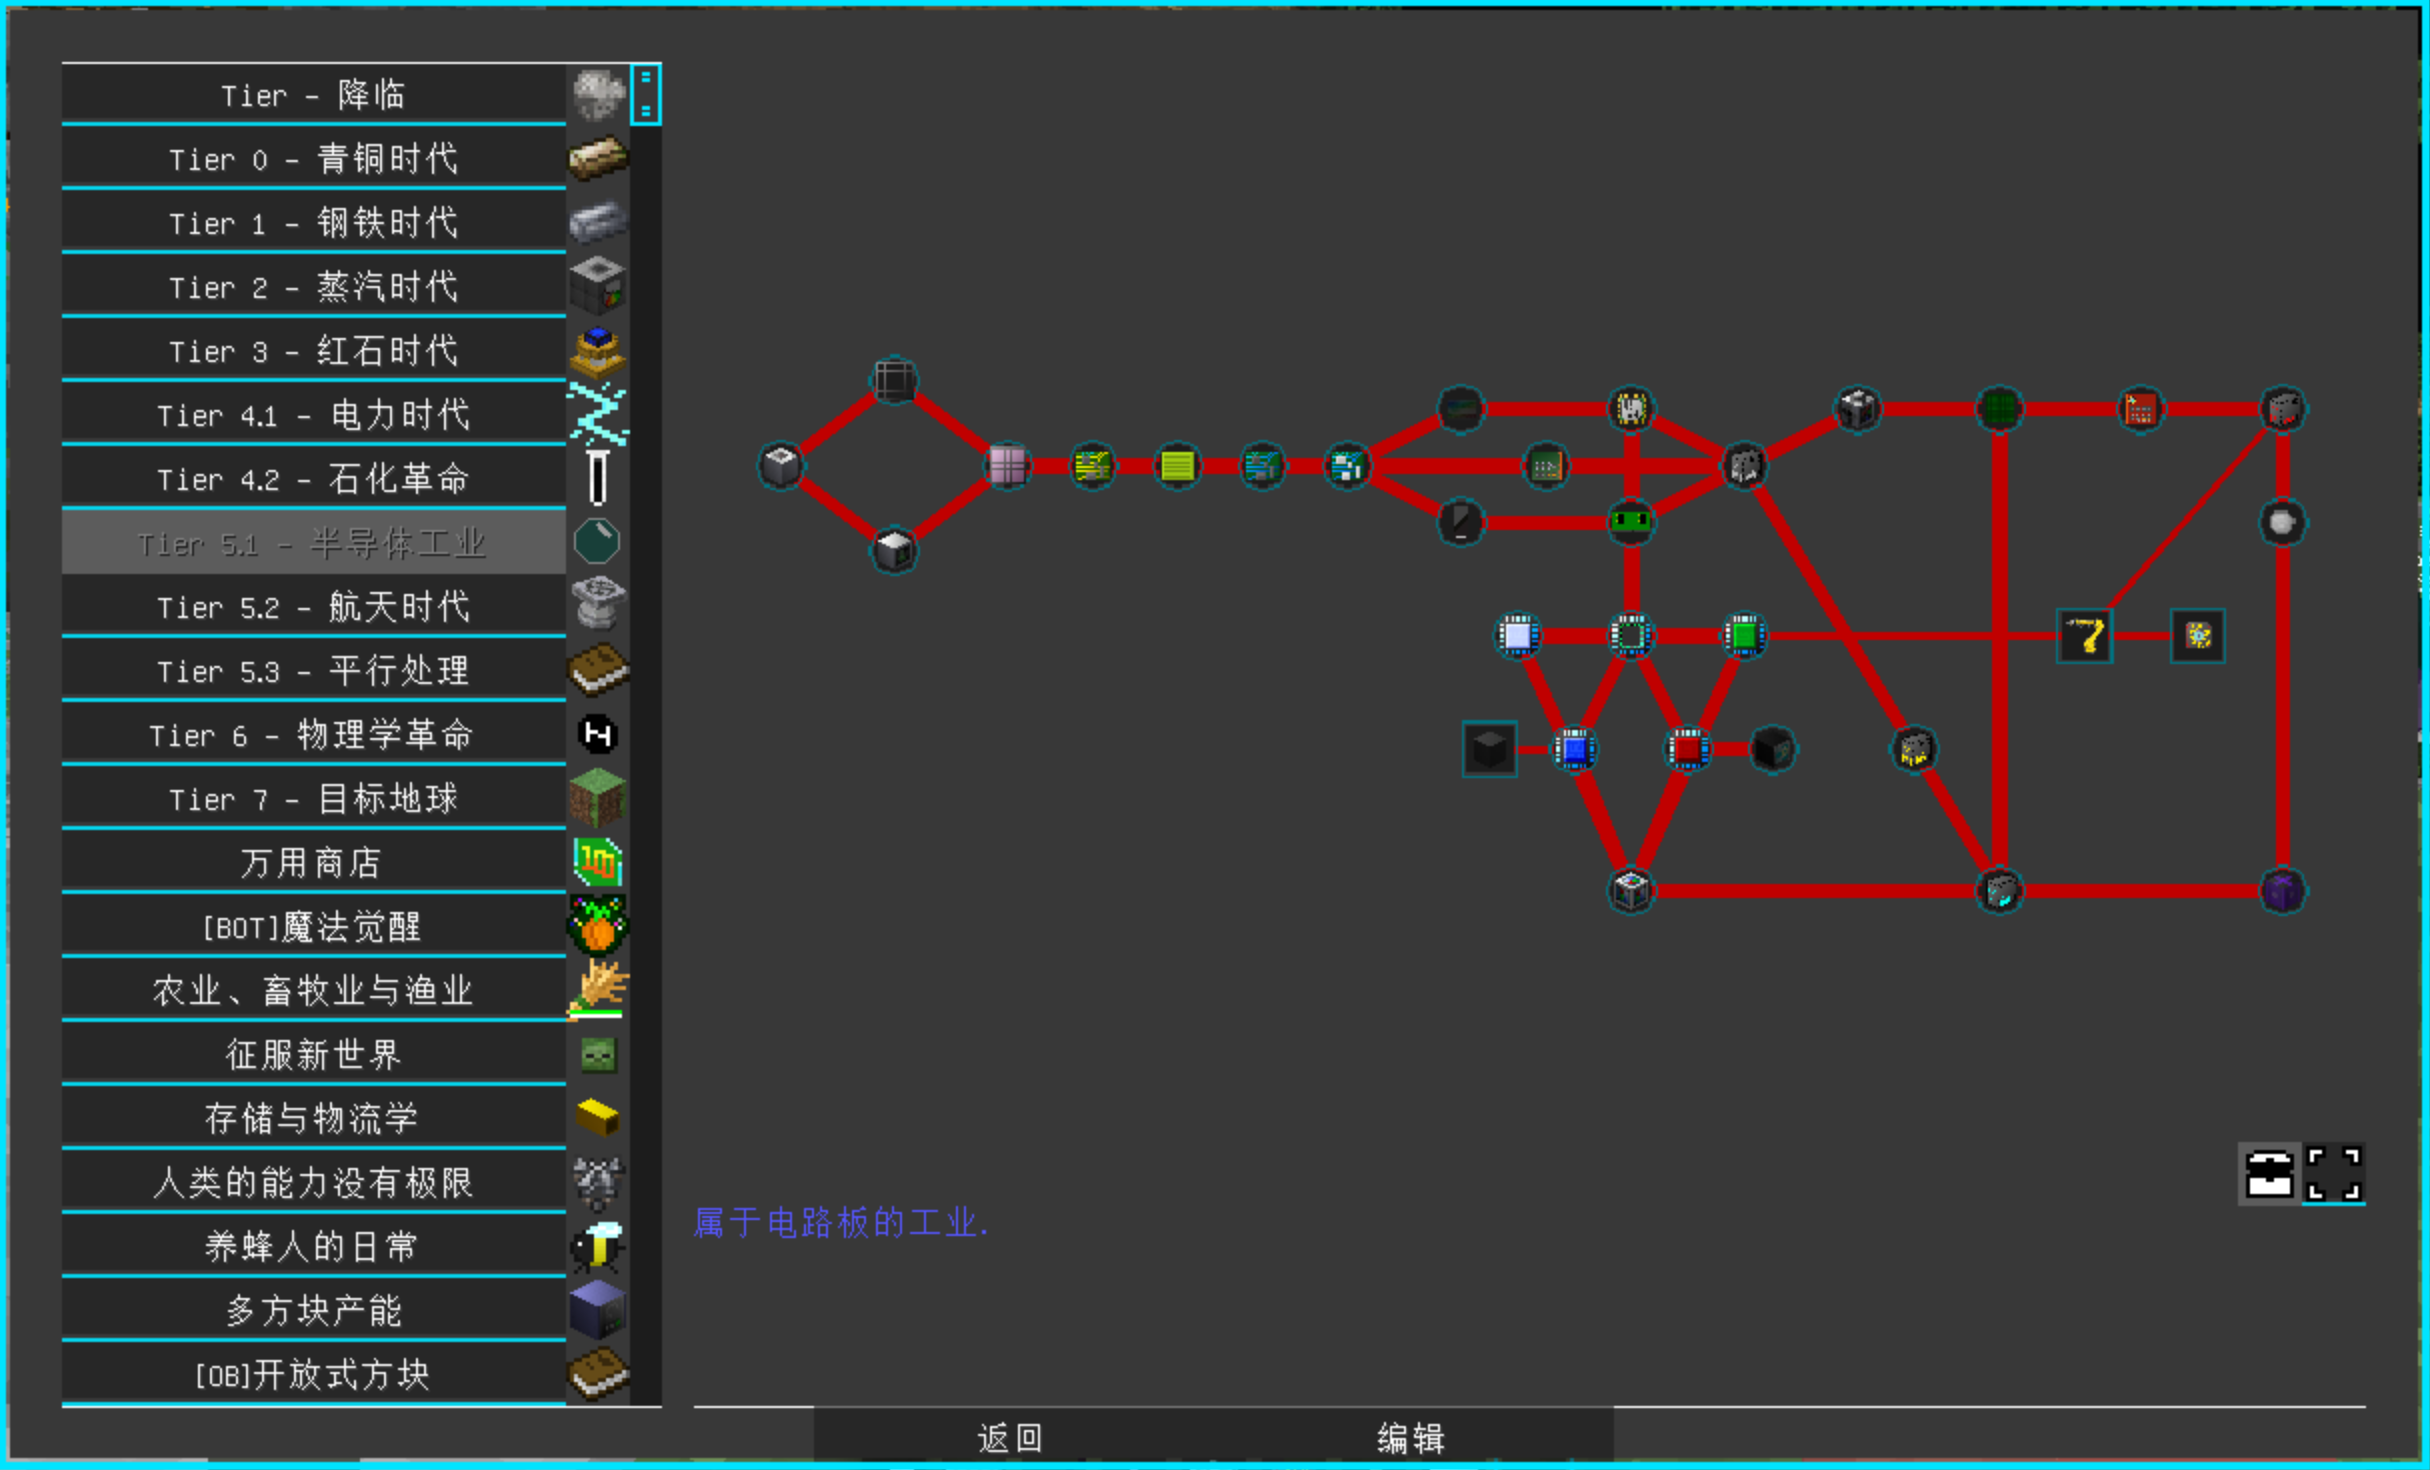 Tier - 降临
Tier 0 - 青铜时代
Tier 1 - 钢铁时代
Tier 2 - 蒸汽时代
Tier 3 - 红石时代
Tier 4.1 - 电力时代
Tier 4.2 - 石化革命
Tier 5.1 - 半导体工业
Tier 5.2 - 航天时代
Tier 5.3 - 平行处理
Tier 6 - 物理学革命
Tier 7 - 目标地球
万用商店
[BOT]魔法觉醒
农业、畜牧业与渔业
征服新世界
存储与物流学
人类的能力没有极限
养蜂人的日常
多方块产能
[OB]开放式方块
属于电路板的工业.
返回
编辑